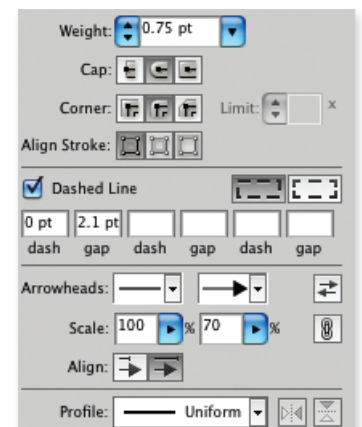 Weight: 0.75 pt
Cap:
Corner: Limit: x
Align Stroke:
Dashed Line
0 pt 2.1 pt
dash gap dash gap dash gap
Arrowheads:
Scale: 100 % 70 %
Align:
Profile: Uniform